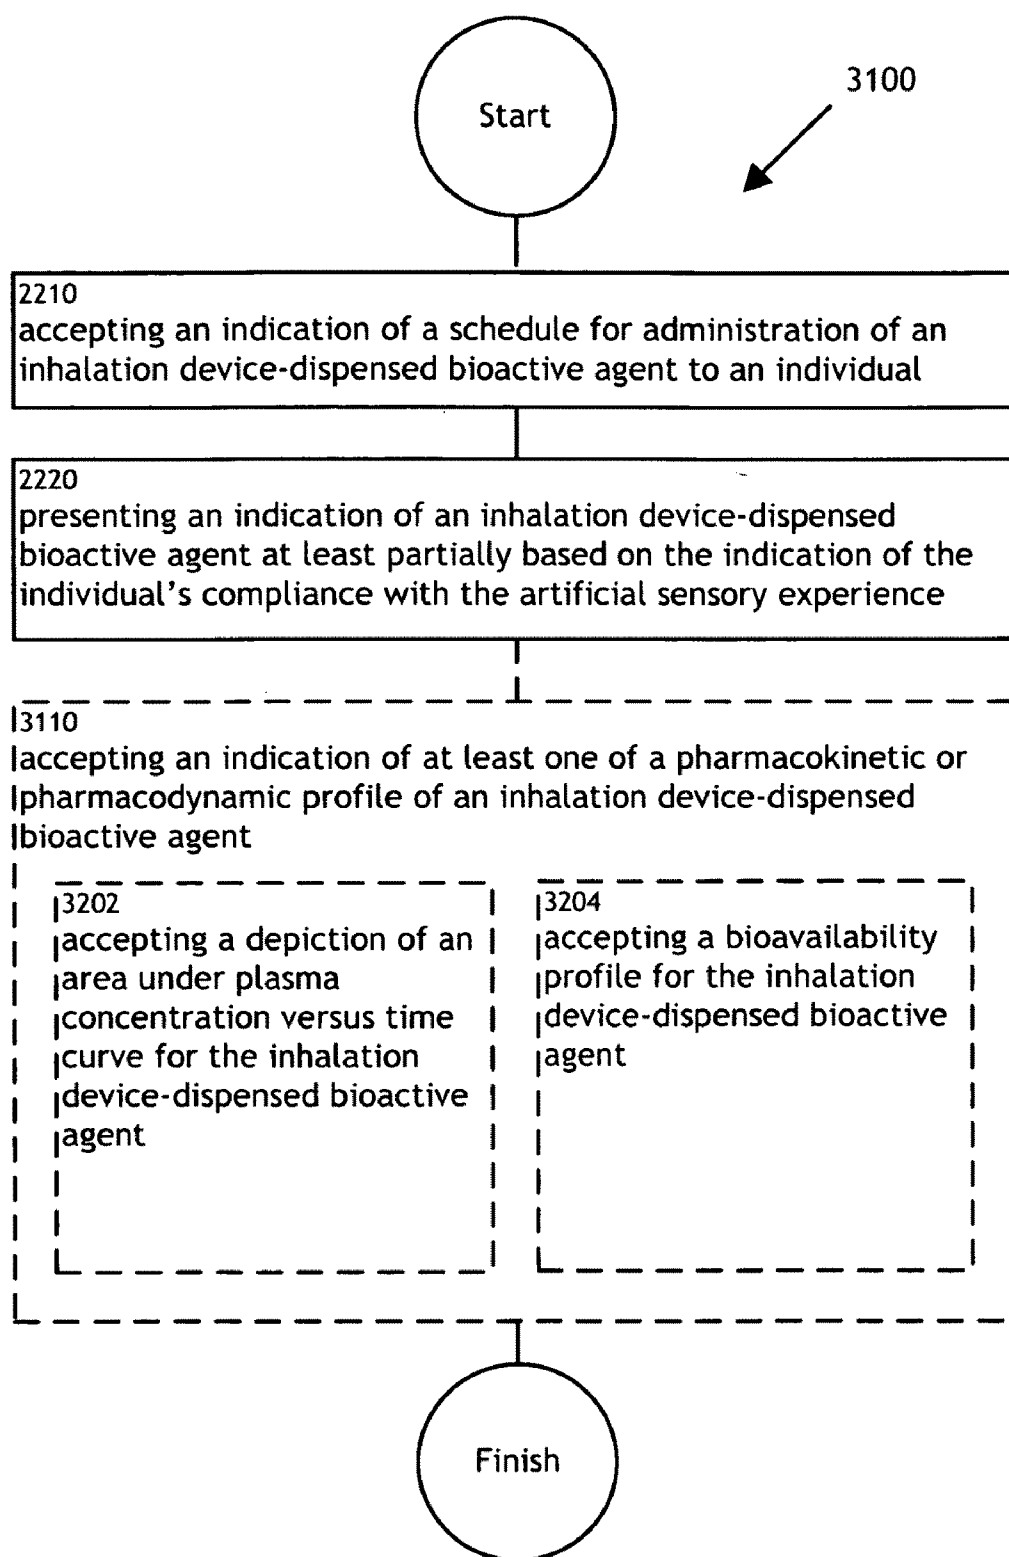 Start
3100
2210
accepting an indication of a schedule for administration of an
inhalation device-dispensed bioactive agent to an individual
2220
presenting an indication of an inhalation device-dispensed
bioactive agent at least partially based on the indication of the
individual's compliance with the artificial sensory experience
3110
accepting an indication of at least one of a pharmacokinetic or
pharmacodynamic profile of an inhalation device-dispensed
bioactive agent
3202
accepting a depiction of an
area under plasma
concentration versus time
curve for the inhalation
device-dispensed bioactive
agent
3204
accepting a bioavailability
profile for the inhalation
device-dispensed bioactive
agent
Finish